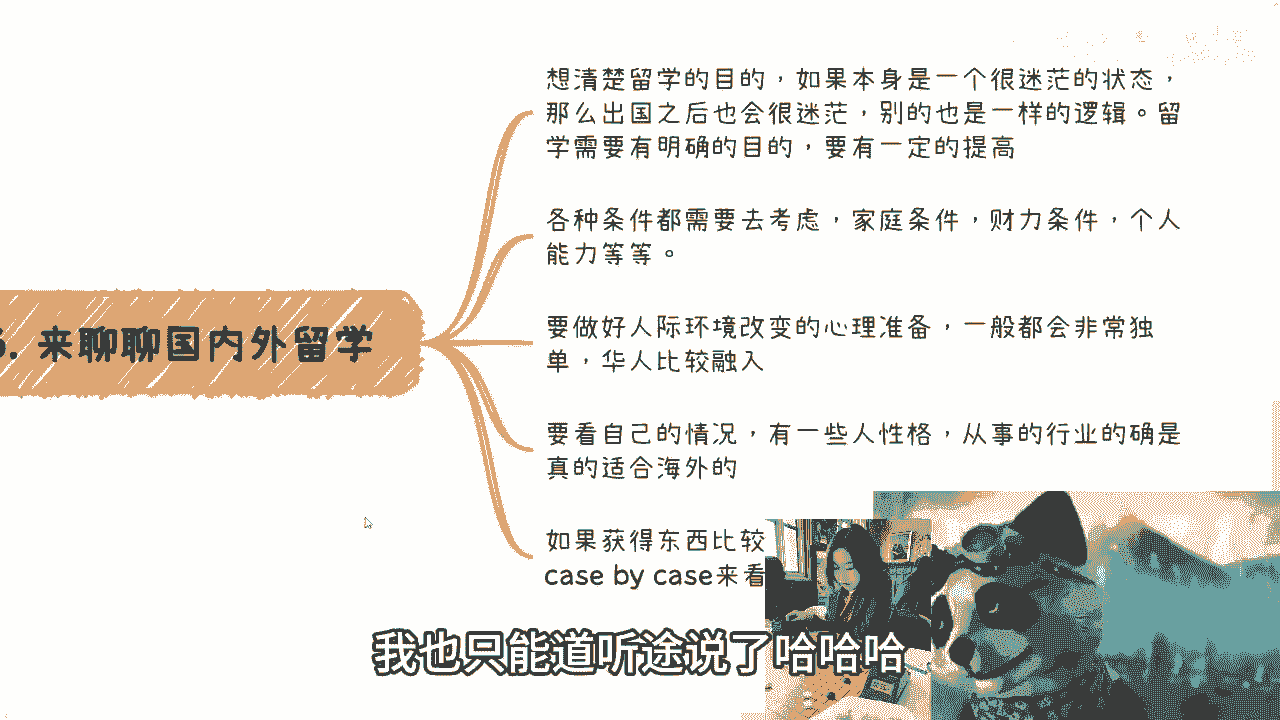 想清楚留学的目的，如果本身是一个很迷茫的状态，
那么出国之后也会很迷茫，别的也是一样的逻辑。留
学需要有明确的目的，要有一定的提高
各种条件都需要去考虑，家庭条件，财力条件，个人
能力等等。
. 来聊聊国内外留学
要做好人际环境改变的心理准备，一般都会非常独
单，华人比较融入
要看自己的情况，有一些人性格，从事的行业的确是
真的适合海外的
如果获得东西比较
case by case来看
我也只能道听途说了哈哈哈